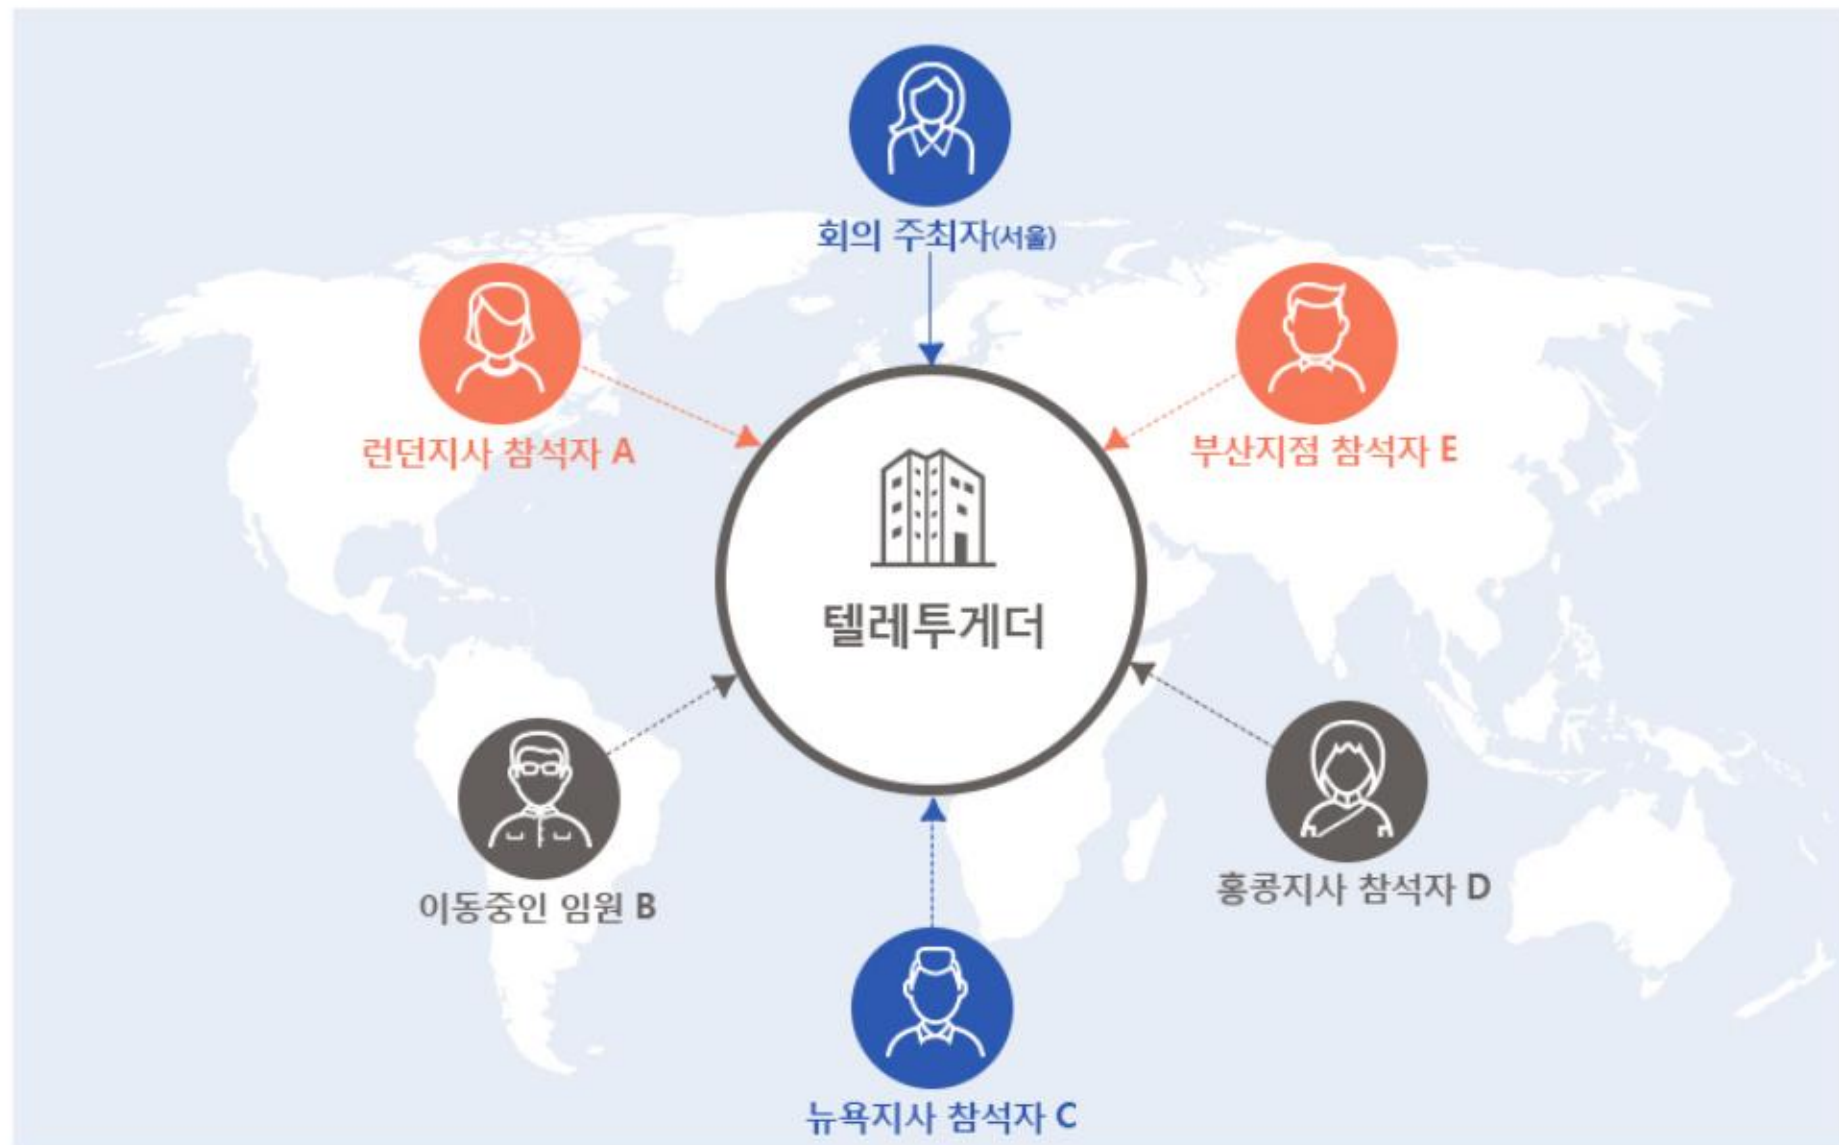 회의 주최자(서울)
런던지사 참석자 A
부산지점 참석자 E
텔레투게더
이동중인 임원 B
홍콩지사 참석자 D
뉴욕지사 참석자 C